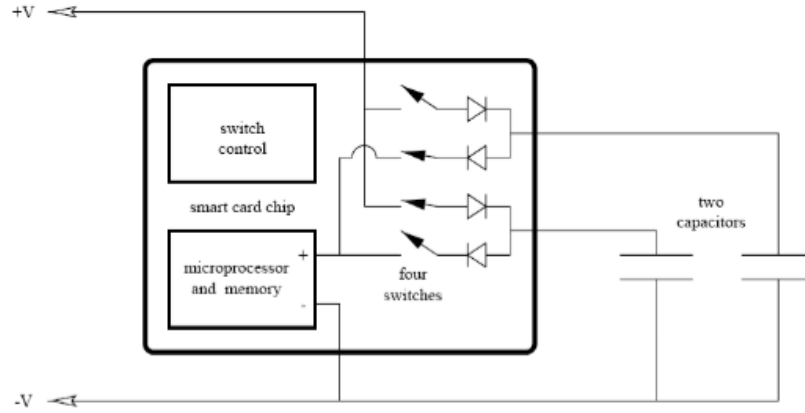 +V
switch
control
smart card chip
two
capacitors
+
microprocessor
and memory
-
four
switches
-V